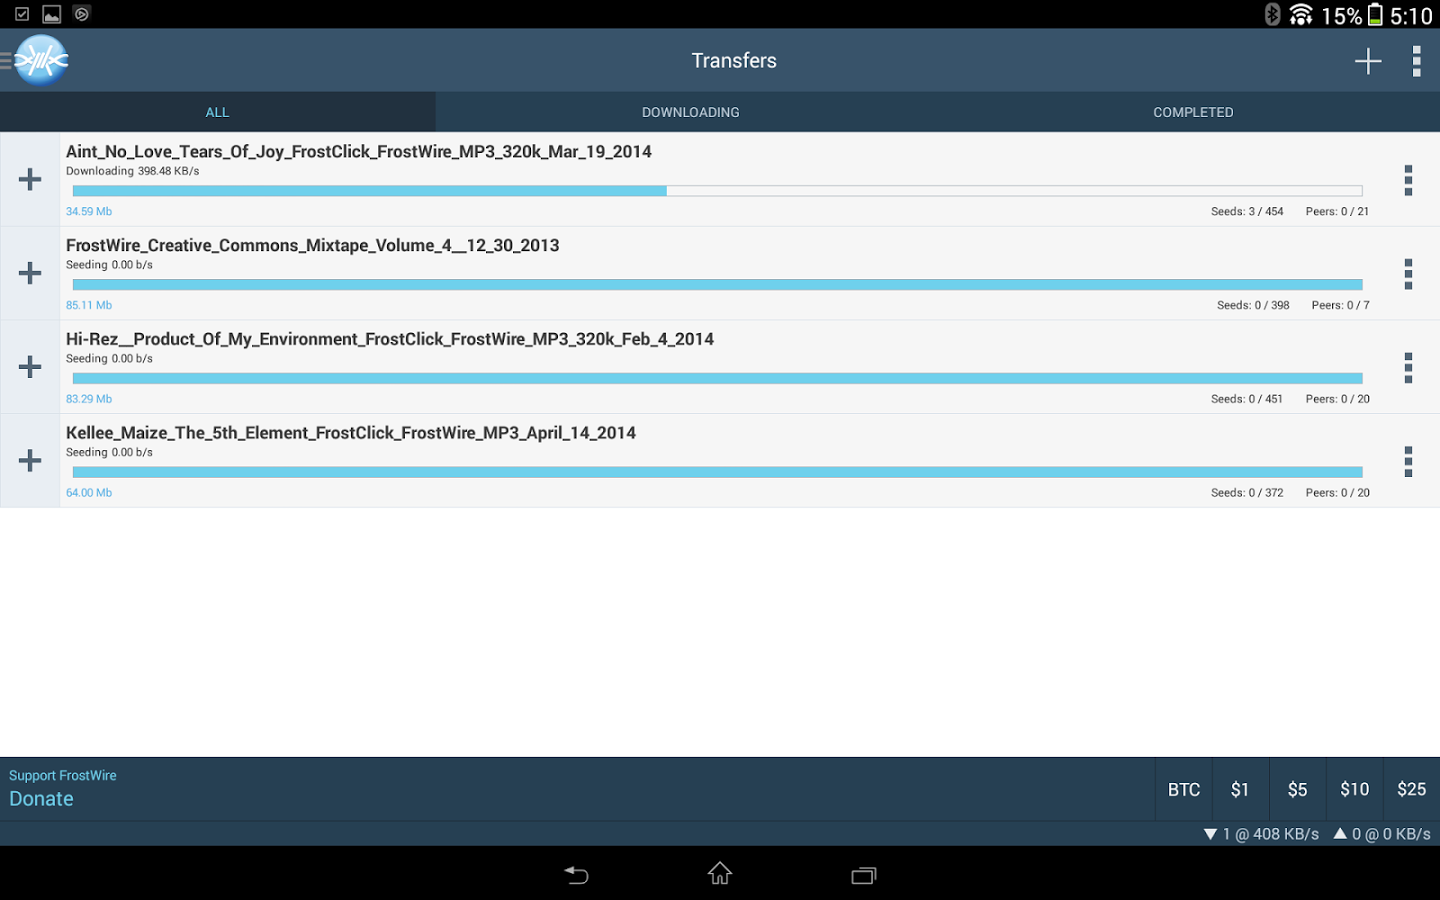 15% 5:10
Transfers
ALL DOWNLOADING COMPLETED
Aint_No_Love_Tears_Of_Joy_FrostClick_FrostWire_MP3_320k_Mar_19_2014
Downloading 398.48 KB/s
34.59 Mb Seeds: 3 / 454 Peers: 0 / 21
FrostWire_Creative_Commons_Mixtape_Volume_4__12_30_2013
Seeding 0.00 b/s
85.11 Mb Seeds: 0 / 398 Peers: 0 / 7
Hi-Rez__Product_Of_My_Environment_FrostClick_FrostWire_MP3_320k_Feb_4_2014
Seeding 0.00 b/s
83.29 Mb Seeds: 0 / 451 Peers: 0 / 20
Kellee_Maize_The_5th_Element_FrostClick_FrostWire_MP3_April_14_2014
Seeding 0.00 b/s
64.00 Mb Seeds: 0 / 372 Peers: 0 / 20
Support FrostWire
Donate BTC $1 $5 $10 $25
▼ 1 @ 408 KB/s ▲ 0 @ 0 KB/s